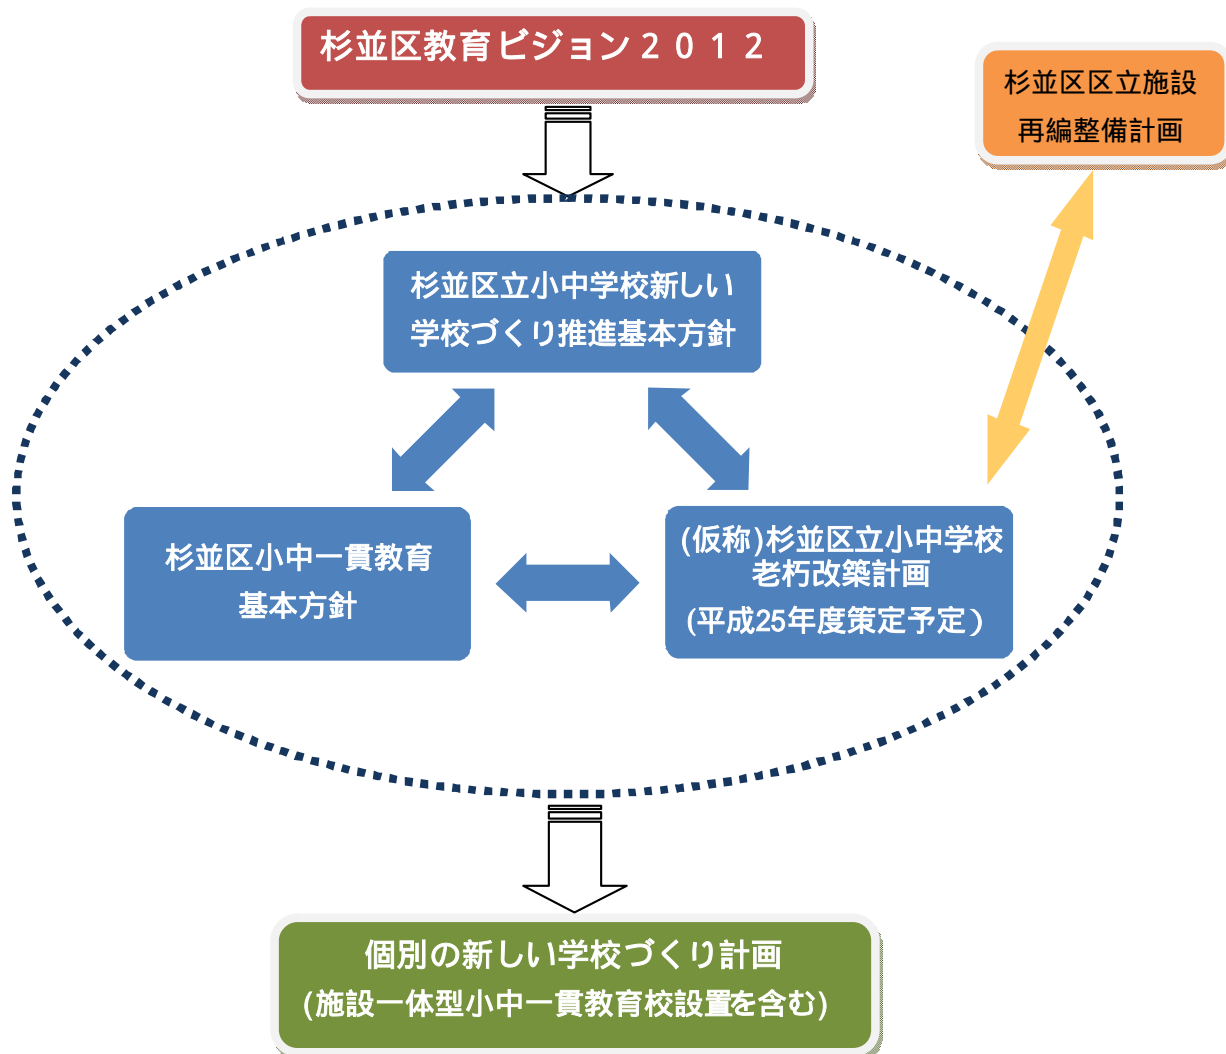 杉並区教育ビジョン２０１２
杉並区区立施設
再編整備計画
杉並区立小中学校新しい
学校づくり推進基本方針
杉並区小中一貫教育
基本方針
(仮称)杉並区立小中学校
老朽改築計画
(平成25年度策定予定）
個別の新しい学校づくり計画
(施設一体型小中一貫教育校設置を含む)